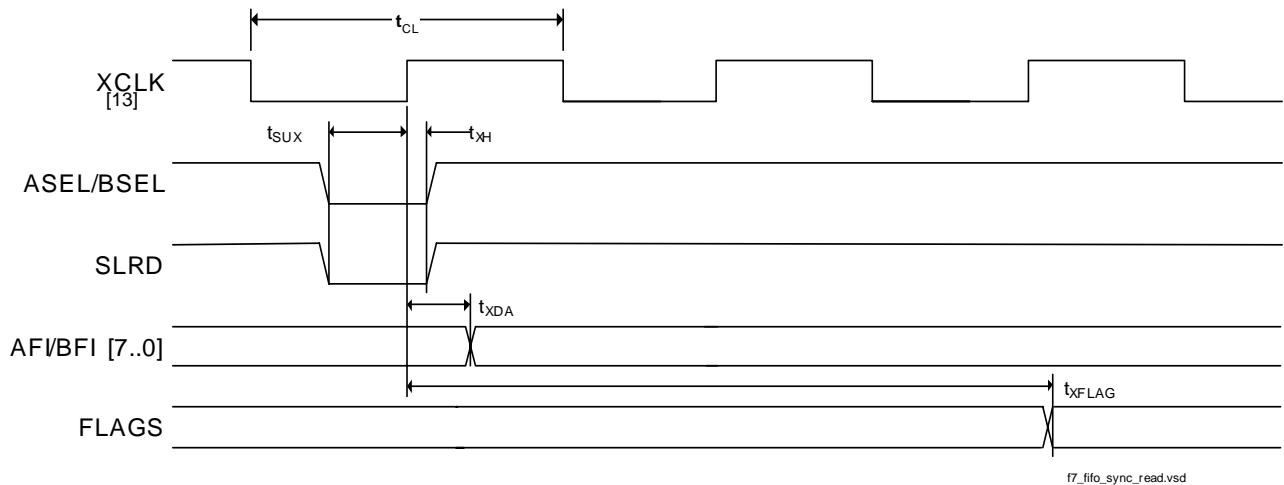 tCL
XCLK
[13]
tSUX
tXH
ASEL/BSEL
SLRD
tXDA
AFI/BFI [7..0]
tXFLAG
FLAGS
f7_fifo_sync_read.vsd